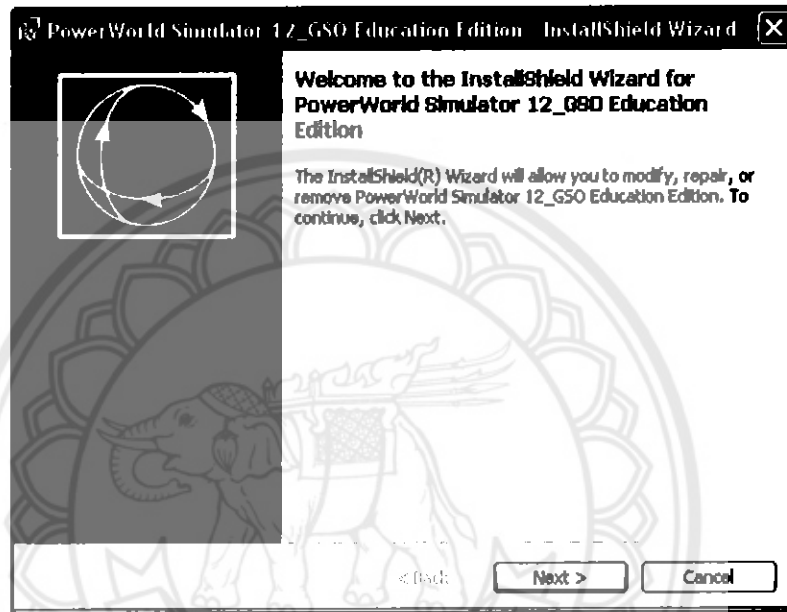 PowerWorld Simulator 12_GSO Education Edition - InstallShield Wizard
Welcome to the InstallShield Wizard for
PowerWorld Simulator 12_GSO Education
Edition
The InstallShield(R) Wizard will allow you to modify, repair, or
remove PowerWorld Simulator 12_GSO Education Edition. To
continue, click Next.
< Back
Next >
Cancel